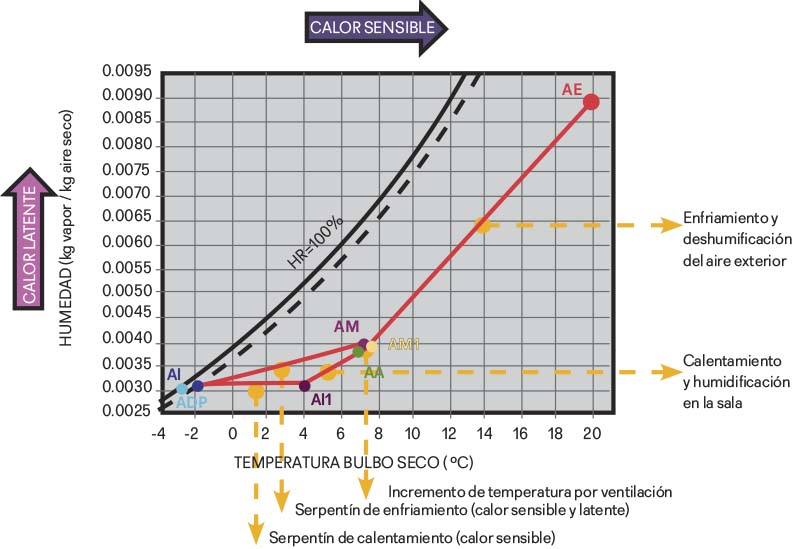 CALOR SENSIBLE
CALOR LATENTE
HUMEDAD (kg vapor / kg aire seco)
0.0095
0.0090
0.0085
0.0075
0.0070
0.0065
0.0060
0.0055
0.0050
0.0045
0.0040
0.0035
0.0030
0.0025
HR=100%
AE
AM
AM1
AA
AI
ADP
AI1
-4 -2 0 2 4 6 8 10 12 14 16 18 20
TEMPERATURA BULBO SECO ( ºC)
Enfriamiento y
deshumificación
del aire exterior
Calentamiento
y humidificación
en la sala
Incremento de temperatura por ventilación
Serpentín de enfriamiento (calor sensible y latente)
Serpentín de calentamiento (calor sensible)